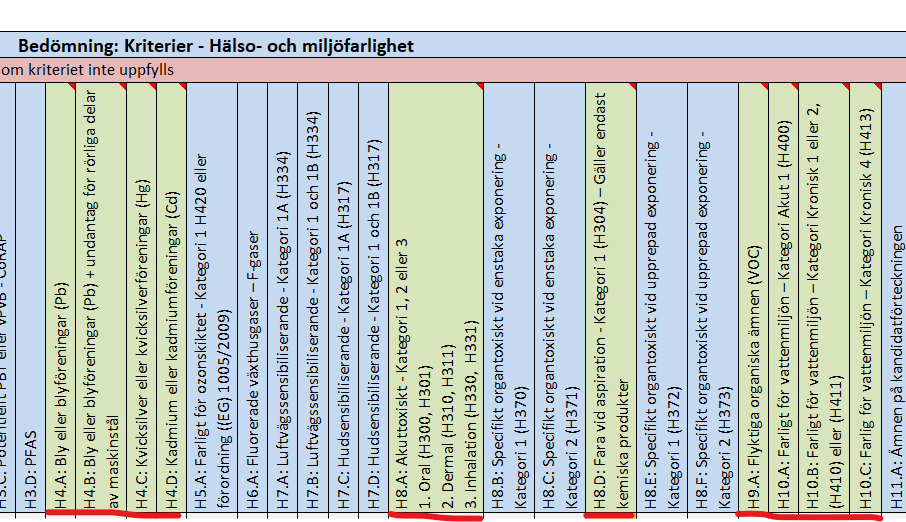 Bedömning: Kriterier - Hälso- och miljöfarlighet
om kriteriet inte uppfylls
H3.C: Potentiellt PBT eller vPvB - CoRAP
H3.D: PFAS
H4.A: Bly eller blyföreningar (Pb)
H4.B: Bly eller blyföreningar (Pb) + undantag för rörliga delar
av maskinstål
H4.C: Kvicksilver eller kvicksilverföreningar (Hg)
H4.D: Kadmium eller kadmiumföreningar (Cd)
H5.A: Farligt för ozonskiktet - Kategori 1 H420 eller
förordning ((EG) 1005/2009)
H6.A: Fluorerade växthusgaser – F-gaser
H7.A: Luftvägssensibiliserande - Kategori 1A (H334)
H7.B: Luftvägssensibiliserande - Kategori 1 och 1B (H334)
H7.C: Hudsensibiliserande - Kategori 1A (H317)
H7.D: Hudsensibiliserande - Kategori 1 och 1B (H317)
H8.A: Akuttoxiskt - Kategori 1, 2 eller 3
1. Oral (H300, H301)
2. Dermal (H310, H311)
3. Inhalation (H330, H331)
H8.B: Specifikt organtoxiskt vid enstaka exponering -
Kategori 1 (H370)
H8.C: Specifikt organtoxiskt vid enstaka exponering -
Kategori 2 (H371)
H8.D: Fara vid aspiration - Kategori 1 (H304) – Gäller endast
kemiska produkter
H8.E: Specifikt organtoxiskt vid upprepad exponering -
Kategori 1 (H372)
H8.F: Specifikt organtoxiskt vid upprepad exponering -
Kategori 2 (H373)
H9.A: Flyktiga organiska ämnen (VOC)
H10.A: Farligt för vattenmiljön – Kategori Akut 1 (H400)
H10.B: Farligt för vattenmiljön – Kategori Kronisk 1 eller 2,
(H410) eller (H411)
H10.C: Farlig för vattenmiljön – Kategori Kronisk 4 (H413)
H11.A: Ämnen på kandidatförteckningen